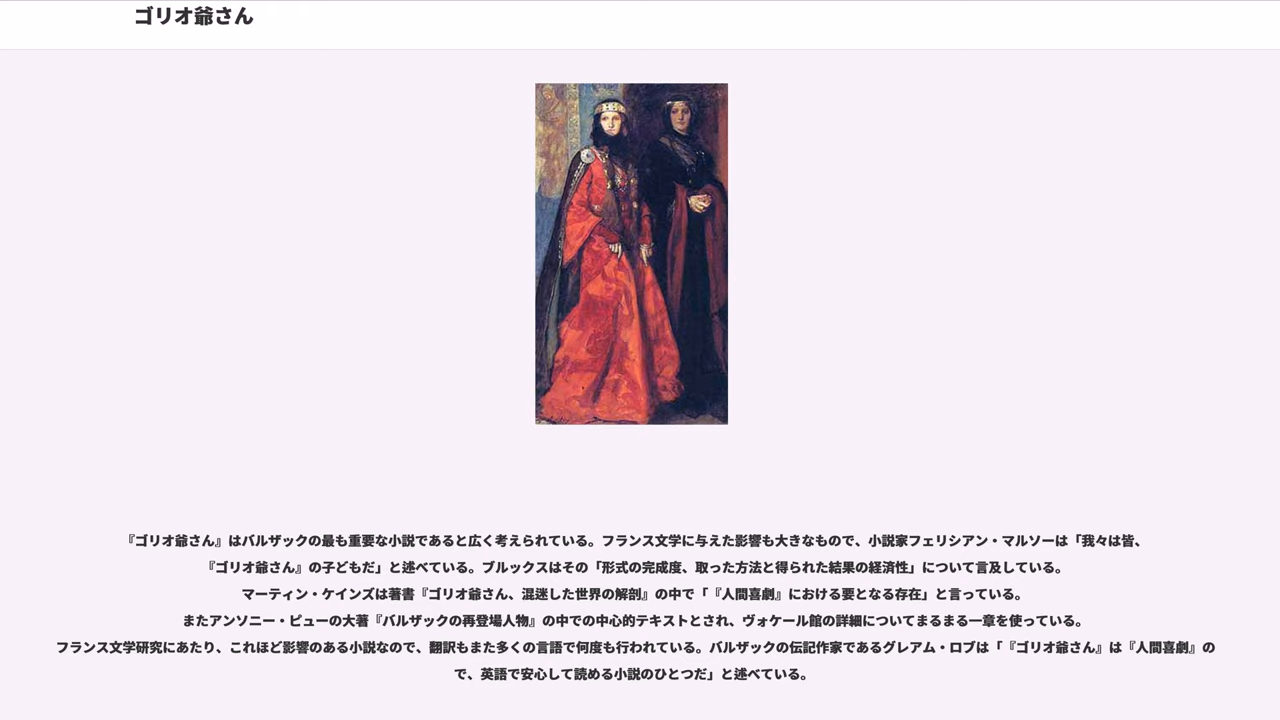 ゴリオ爺さん
『ゴリオ爺さん』はバルザックの最も重要な小説であると広く考えられている。フランス文学に与えた影響も大きなもので、小説家フェリシアン・マルソーは「我々は皆、
『ゴリオ爺さん』の子どもだ」と述べている。ブルックスはその「形式の完成度、取った方法と得られた結果の経済性」について言及している。
マーティン・ケインズは著書『ゴリオ爺さん、混迷した世界の解剖』の中で「『人間喜劇』における要となる存在」と言っている。
またアンソニー・ピューの大著『バルザックの再登場人物』の中での中心的テキストとされ、ヴォケール館の詳細についてまるまる一章を使っている。
フランス文学研究にあたり、これほど影響のある小説なので、翻訳もまた多くの言語で何度も行われている。バルザックの伝記作家であるグレアム・ロブは「『ゴリオ爺さん』は『人間喜劇』の
で、英語で安心して読める小説のひとつだ」と述べている。